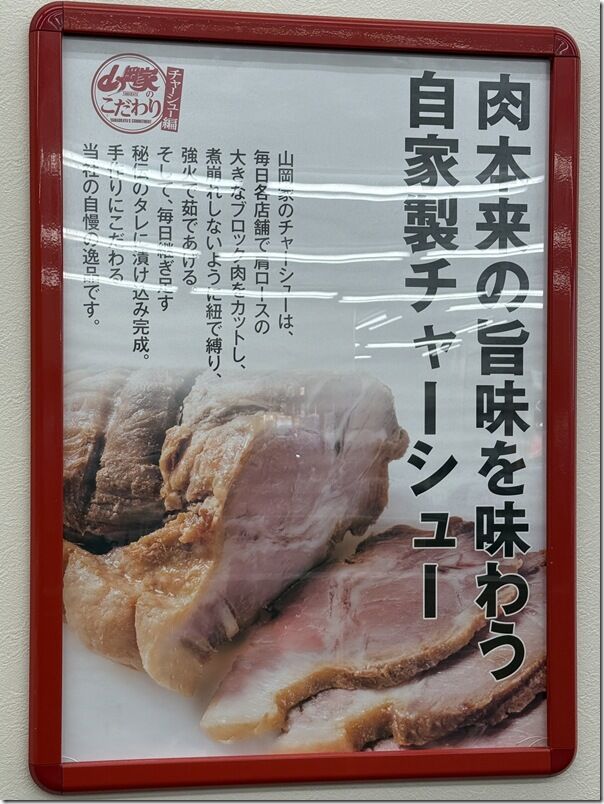 肉本来の旨味を味わう
自家製チャーシュー
山岡家の
こだわり
YAMAOKAYA'S COMMITMENT
チャーシュー編
山岡家のチャーシューは、
毎日各店舗で肩ロースの
大きなブロック肉をカットし、
煮崩れしないように紐で縛り、
強火で茹であげる
そして、毎日継ぎ足す
秘伝のタレに漬け込み完成。
手作りにこだわる
当社の自慢の逸品です。